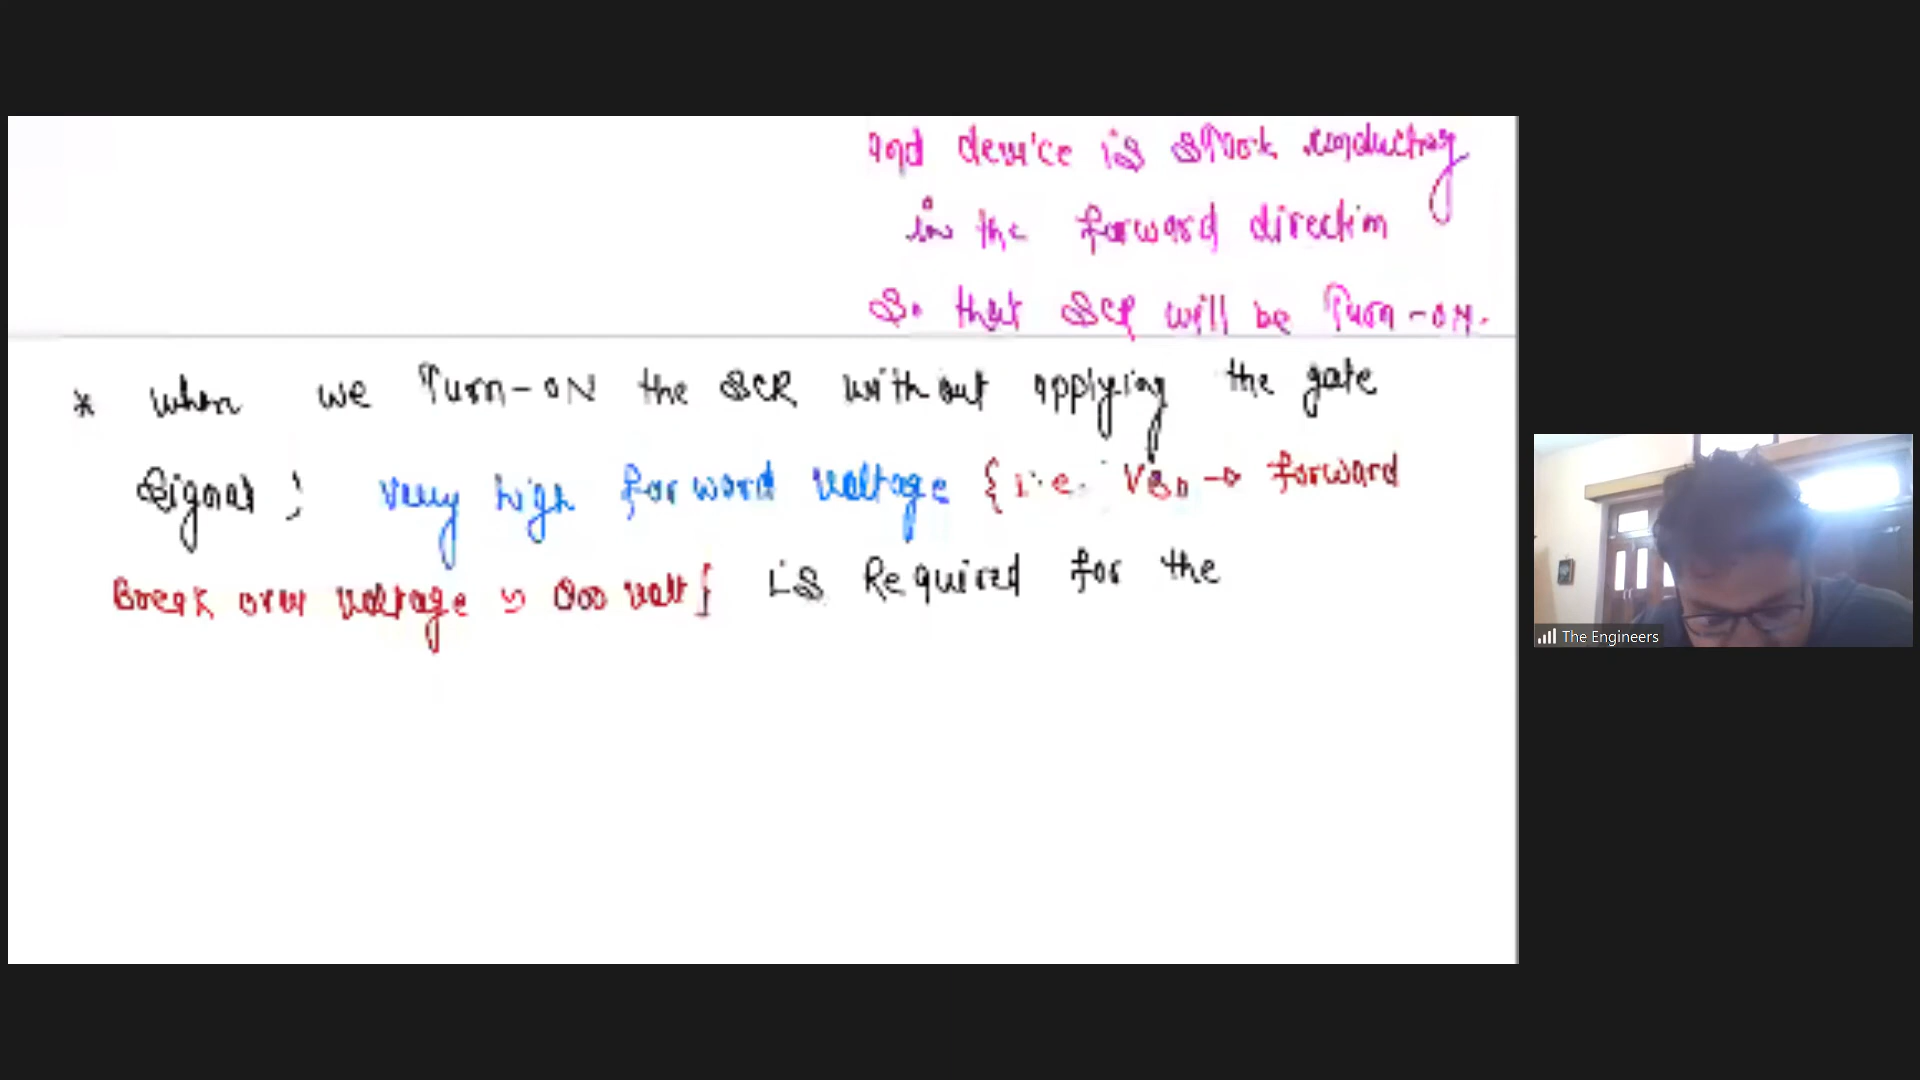 and device is start conducting
in the forward direction
So that SCR will be Turn-ON.
* when we Turn-ON the SCR without applying the gate
Signal ; very high forward voltage {i.e. VBO → forward
Break over voltage volt} is Required for the
The Engineers